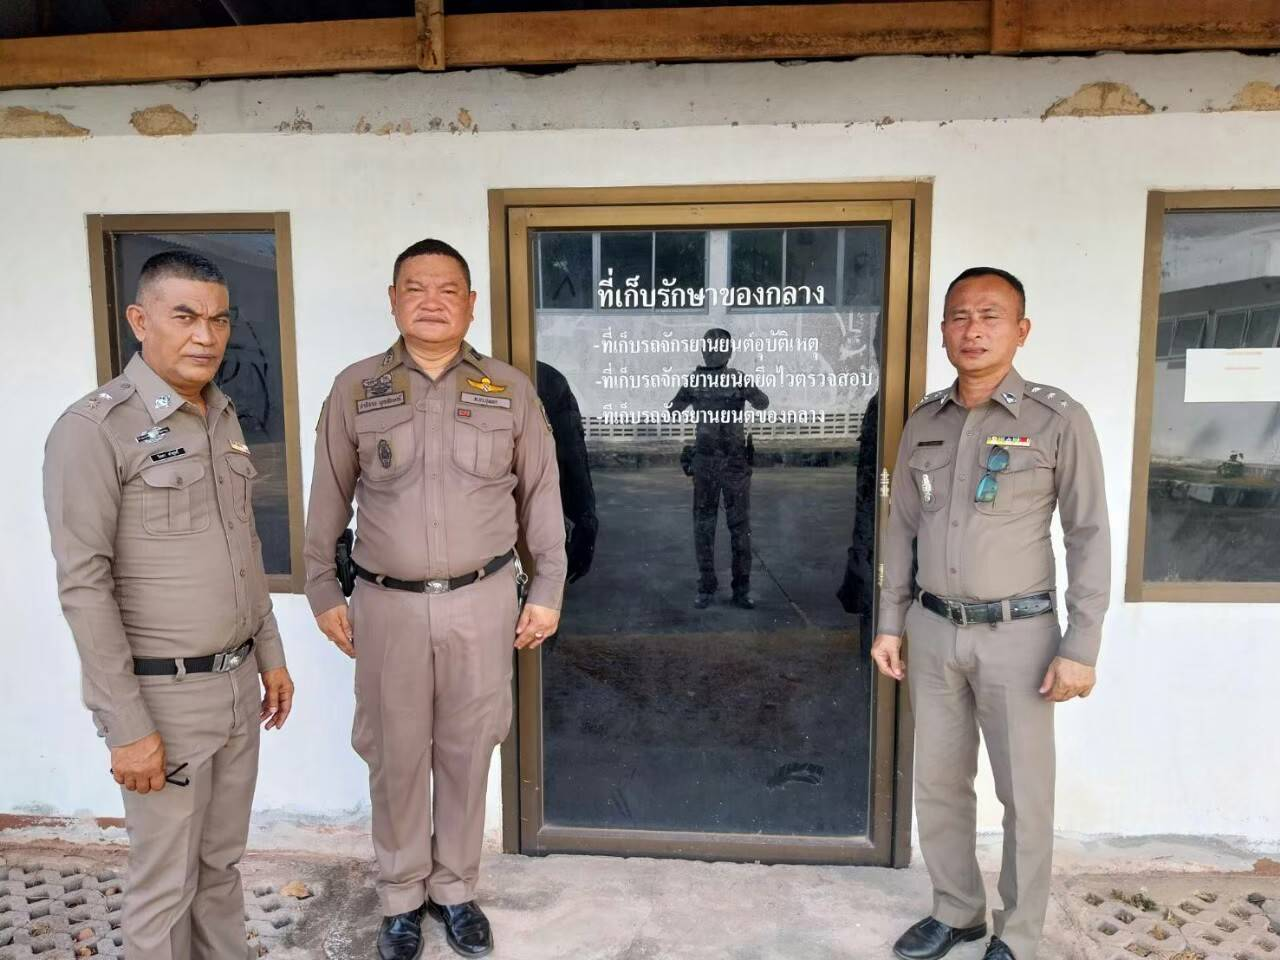 ที่เก็บรักษาของกลาง
-ที่เก็บรถจักรยานยนต์อุบัติเหตุ
-ที่เก็บรถจักรยานยนต์ยึดไว้ตรวจสอบ
-ที่เก็บรถจักรยานยนต์ของกลาง